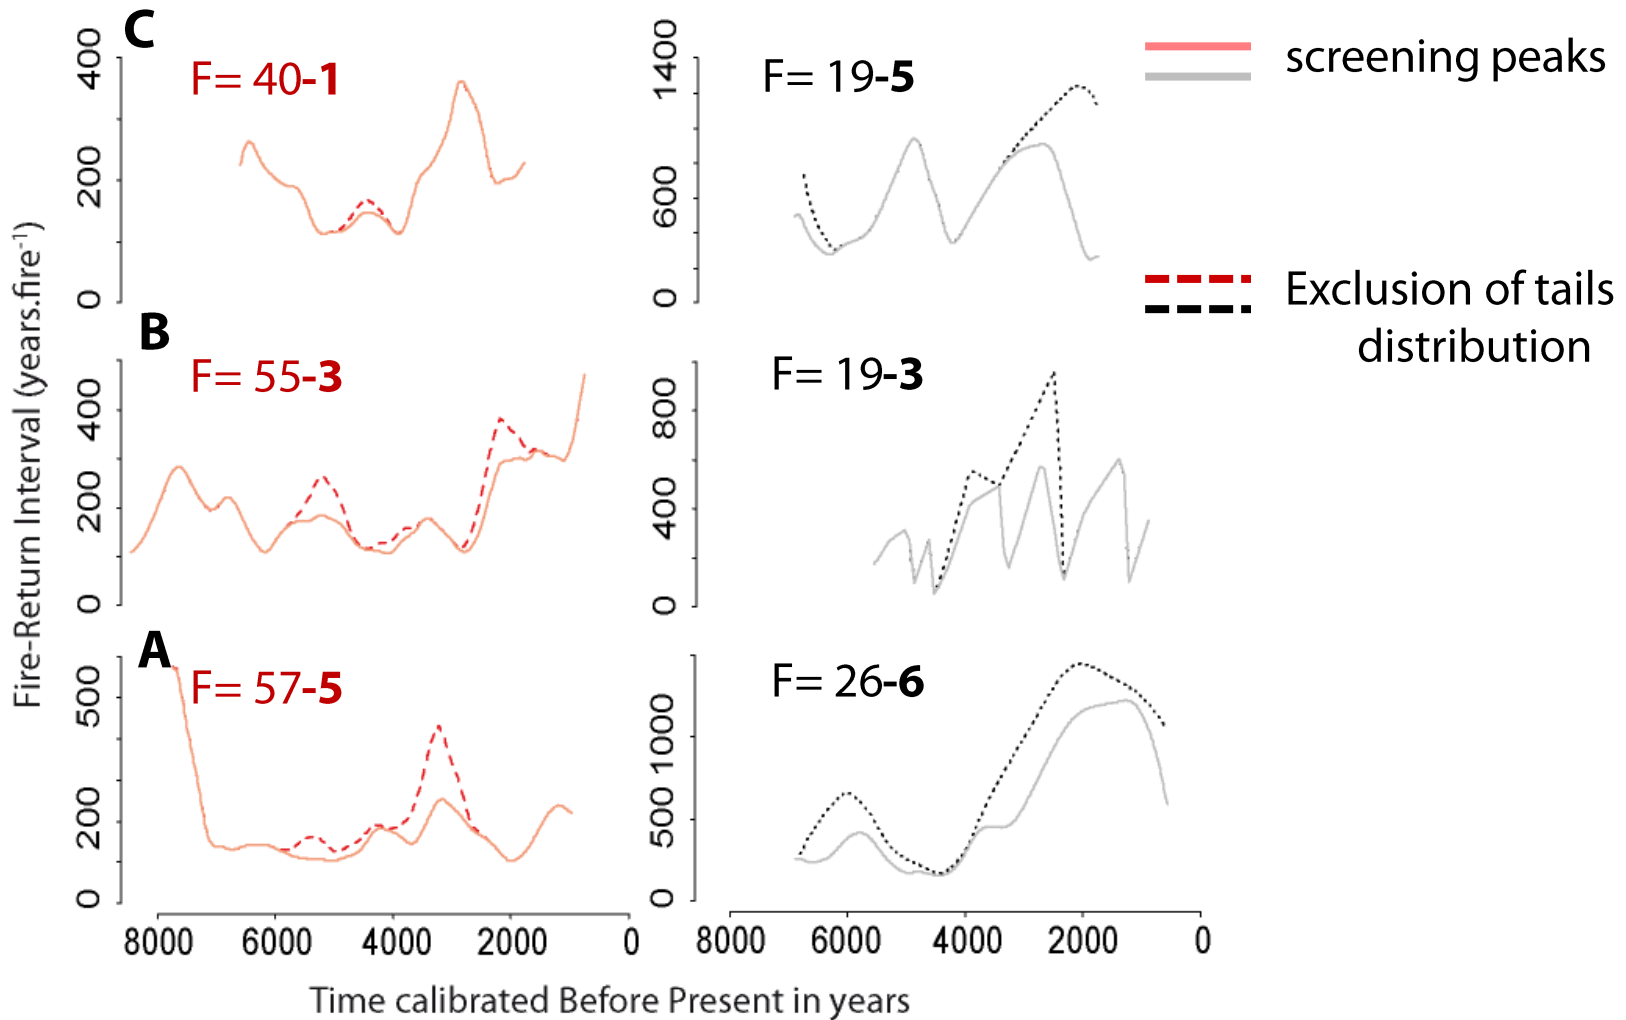 C
F= 40-1
400
200
0
F= 19-5
1400
600
0
screening peaks
Exclusion of tails
distribution
B
F= 55-3
400
200
0
F= 19-3
800
400
0
A
F= 57-5
500
200
0
F= 26-6
1000
500
0
Fire-Return Interval (years.fire⁻¹)
8000 6000 4000 2000 0
8000 6000 4000 2000 0
Time calibrated Before Present in years